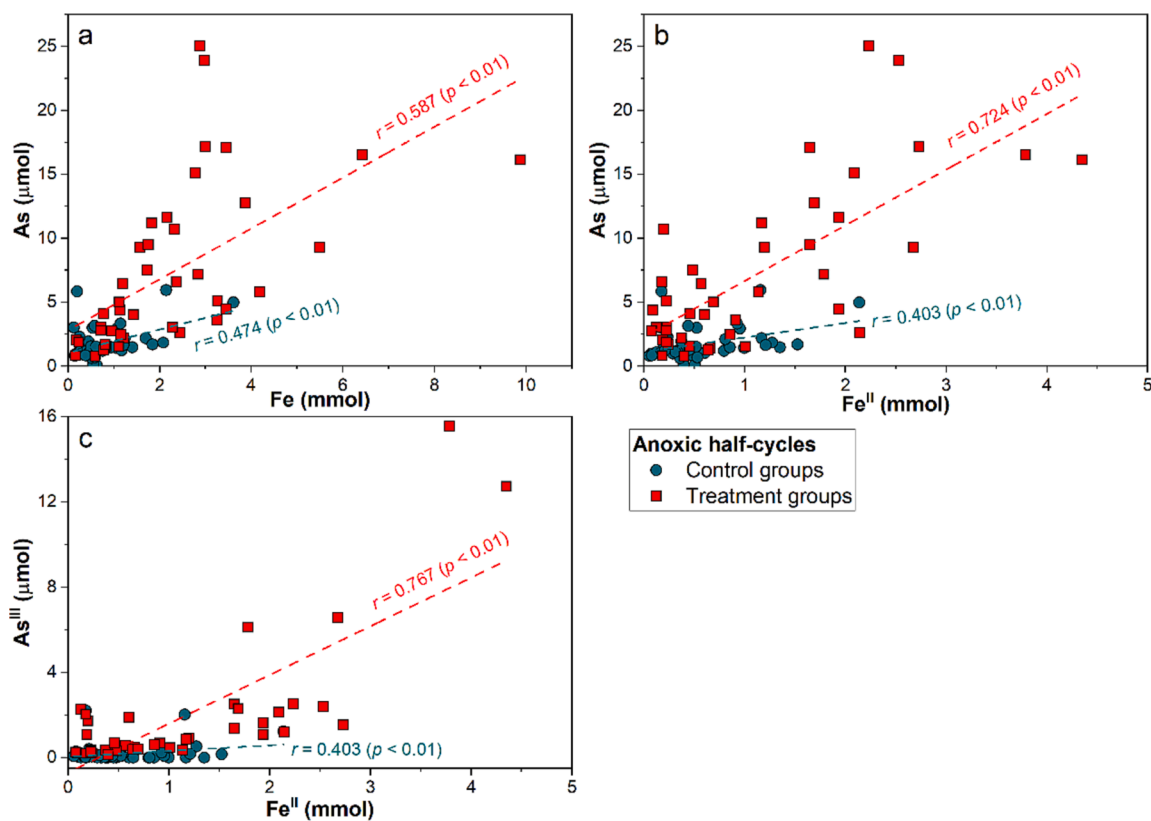 a
25
20
15
10
5
0
As (μmol)
r = 0.587 (p < 0.01)
r = 0.474 (p < 0.01)
0 2 4 6 8 10
Fe (mmol)
b
25
20
15
10
5
0
As (μmol)
r = 0.724 (p < 0.01)
r = 0.403 (p < 0.01)
0 1 2 3 4 5
Feᴵᴵ (mmol)
c
16
12
8
4
0
Asᴵᴵᴵ (μmol)
r = 0.767 (p < 0.01)
r = 0.403 (p < 0.01)
0 1 2 3 4 5
Feᴵᴵ (mmol)
Anoxic half-cycles
Control groups
Treatment groups